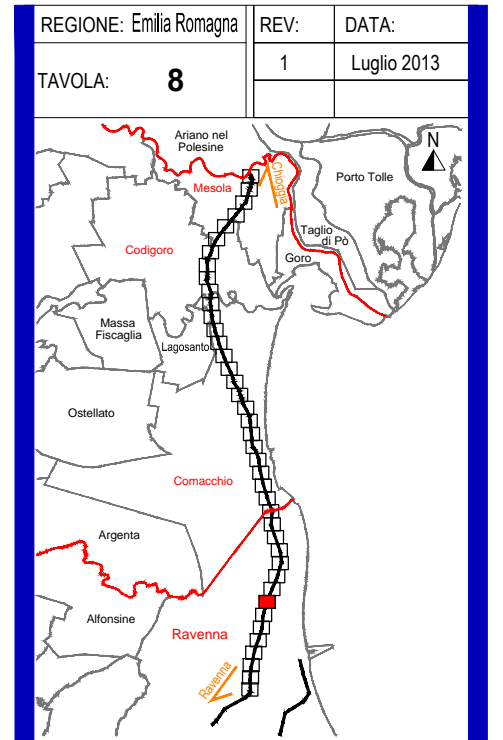 REGIONE: Emilia Romagna
REV:
DATA:
1
Luglio 2013
TAVOLA: 8
Ariano nel
Polesine
N
Mesola
Chioggia
Porto Tolle
Taglio
di Pò
Codigoro
Goro
Massa
Fiscaglia
Lagosanto
Ostellato
Comacchio
Argenta
Alfonsine
Ravenna
Ravenna